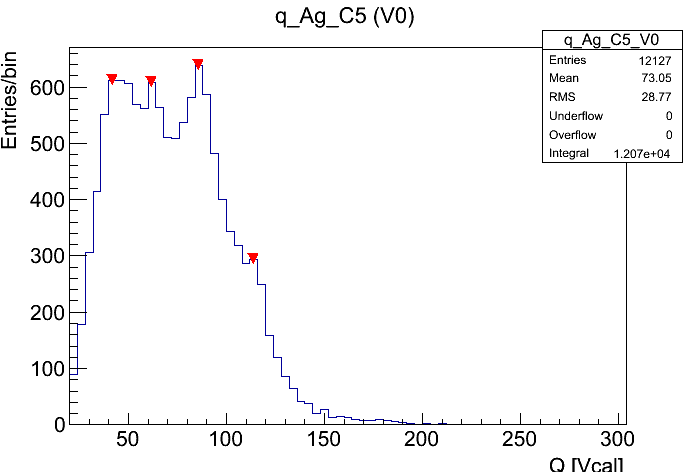 q_Ag_C5 (V0)
q_Ag_C5_V0
Entries 12127
Mean 73.05
RMS 28.77
Underflow 0
Overflow 0
Integral 1.207e+04
Entries/bin
600
500
400
300
200
100
0
50 100 150 200 250 300
Q [Vcal]